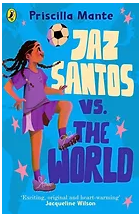 Priscilla Mante
JAZ
SANTOS
VS.
THE
WORLD
'Exciting, original and heart-warming'
Jacqueline Wilson